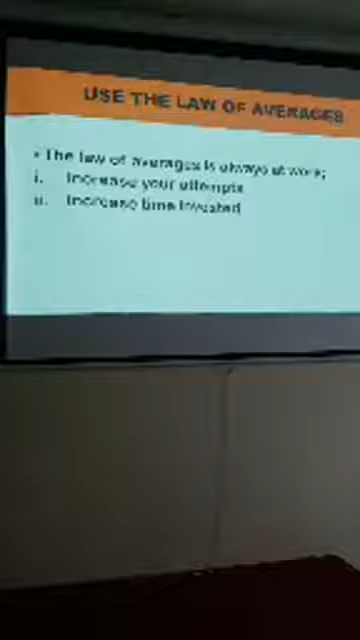 USE THE LAW OF AVERAGES
• The law of averages is always at work;
i. Increase your attempts
ii. Increase time invested